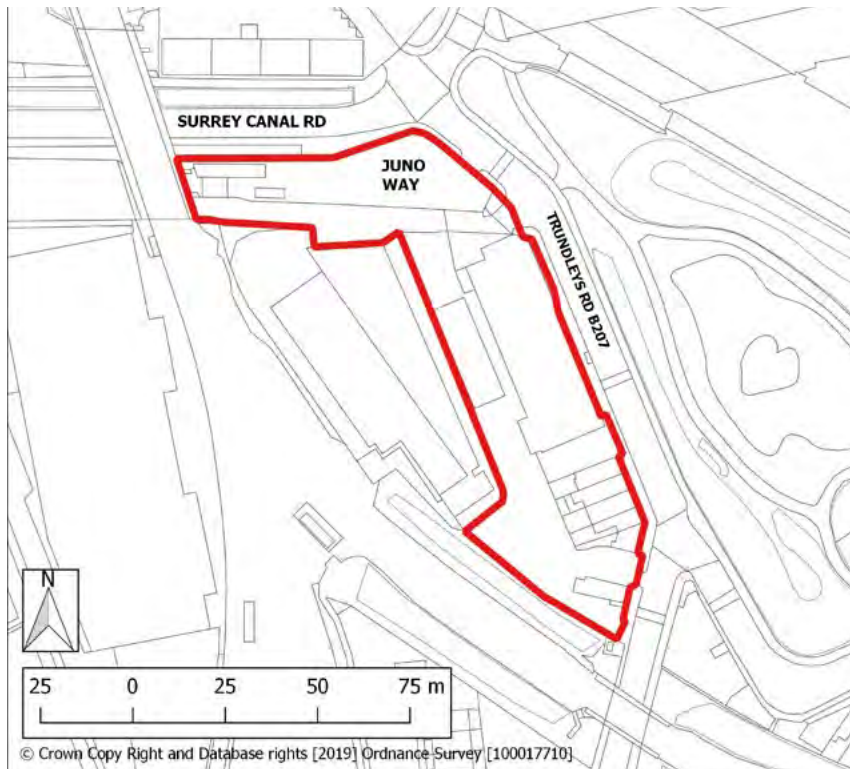 SURREY CANAL RD
JUNO
WAY
TRUNDLEYS RD B207
N
25 0 25 50 75 m
© Crown Copy Right and Database rights [2019] Ordnance Survey [100017710]